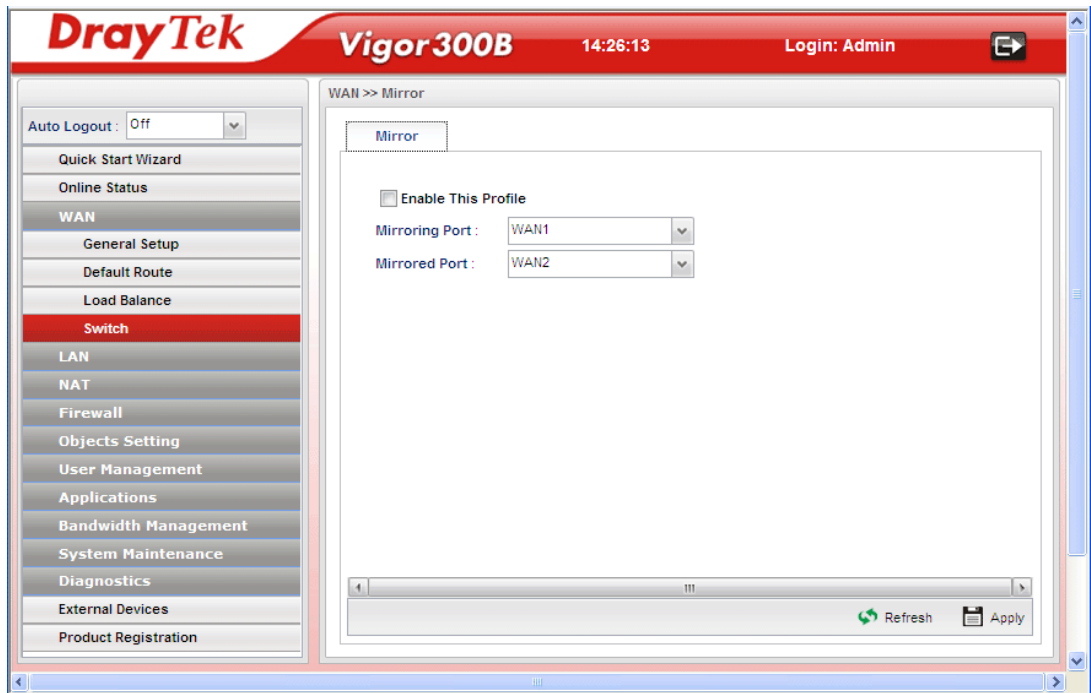 DrayTek
Vigor300B
14:26:13
Login: Admin
Auto Logout : Off
Quick Start Wizard
Online Status
WAN
General Setup
Default Route
Load Balance
Switch
LAN
NAT
Firewall
Objects Setting
User Management
Applications
Bandwidth Management
System Maintenance
Diagnostics
External Devices
Product Registration
WAN >> Mirror
Mirror
Enable This Profile
Mirroring Port : WAN1
Mirrored Port : WAN2
Refresh
Apply